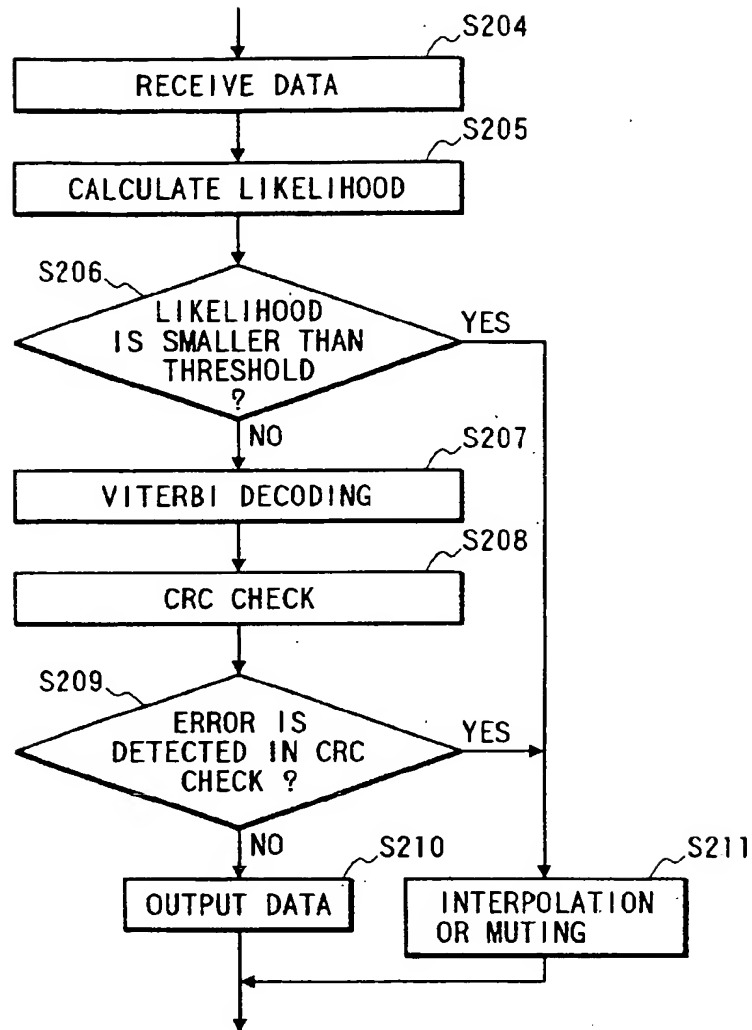 S204
RECEIVE DATA
S205
CALCULATE LIKELIHOOD
S206
LIKELIHOOD
IS SMALLER THAN
THRESHOLD
?
YES
NO
S207
VITERBI DECODING
S208
CRC CHECK
S209
ERROR IS
DETECTED IN CRC
CHECK ?
YES
NO
S210
OUTPUT DATA
S211
INTERPOLATION
OR MUTING